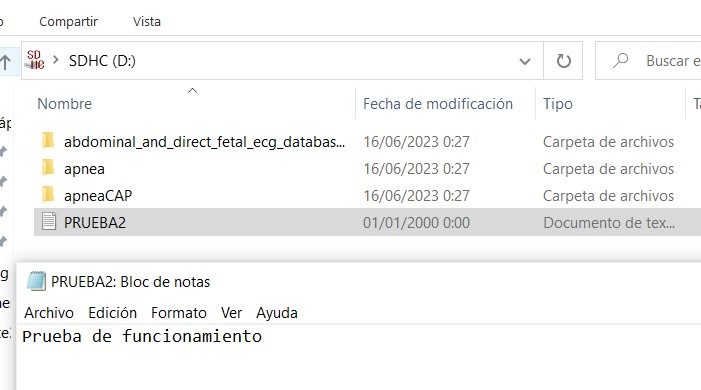 Compartir Vista
SD HC SDHC (D:) Buscar e
Nombre Fecha de modificación Tipo
abdominal_and_direct_fetal_ecg_databas... 16/06/2023 0:27 Carpeta de archivos
apnea 16/06/2023 0:27 Carpeta de archivos
apneaCAP 16/06/2023 0:27 Carpeta de archivos
PRUEBA2 01/01/2000 0:00 Documento de tex...
PRUEBA2: Bloc de notas
Archivo Edición Formato Ver Ayuda
Prueba de funcionamiento